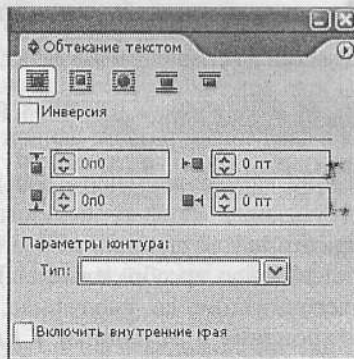 Обтекание текстом
Инверсия
0п0 0 пт
0п0 0 пт
Параметры контура:
Тип:
Включить внутренние края